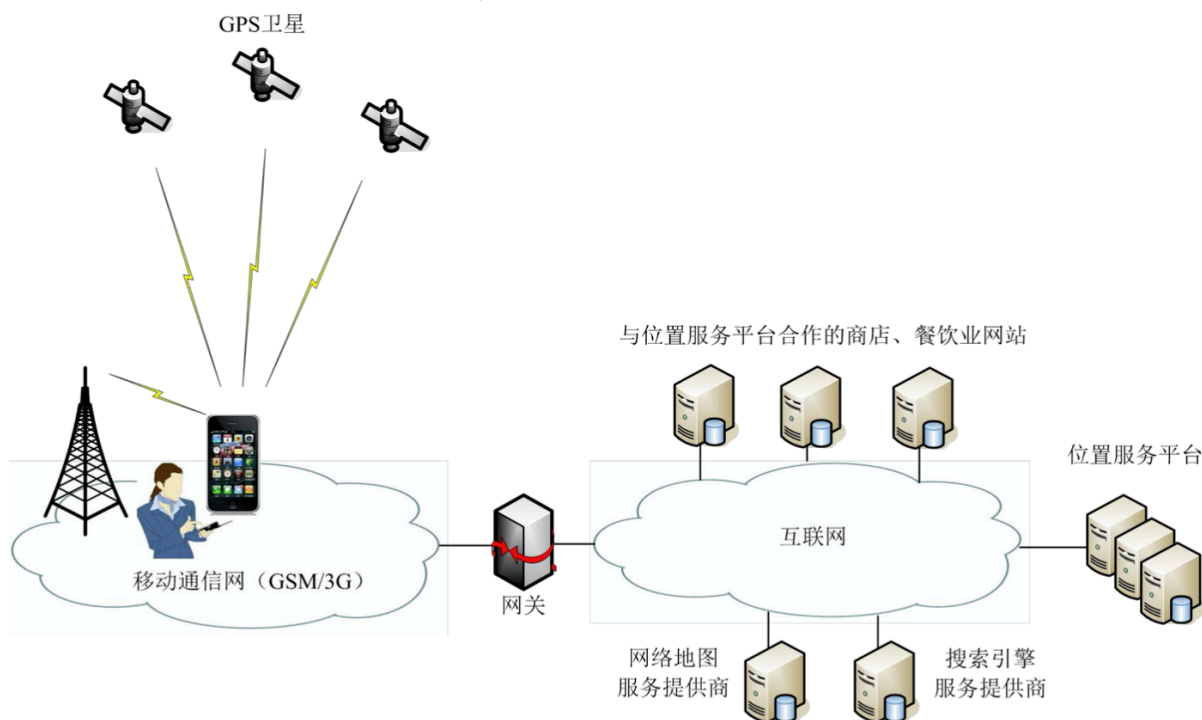 GPS卫星
与位置服务平台合作的商店、餐饮业网站
位置服务平台
互联网
移动通信网（GSM/3G）
网关
网络地图
服务提供商
搜索引擎
服务提供商